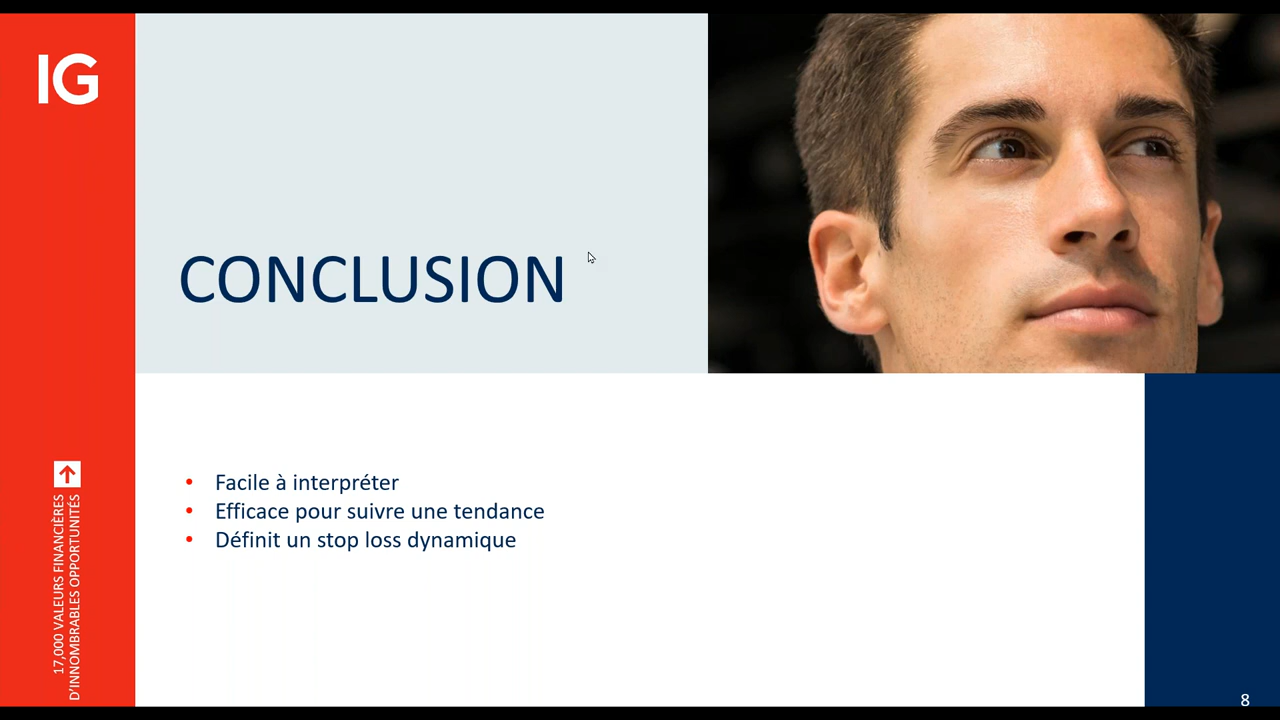 IG
CONCLUSION
Facile à interpréter
Efficace pour suivre une tendance
Définit un stop loss dynamique
17,000 VALEURS FINANCIÈRES
D'INNOMBRABLES OPPORTUNITÉS
8